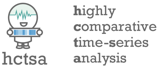 highly
comparative
time-series
analysis
hctsa